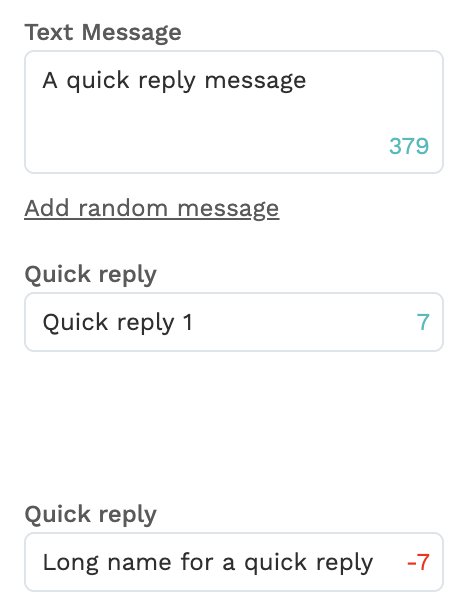 Text Message
A quick reply message
379
Add random message
Quick reply
Quick reply 1 7
Quick reply
Long name for a quick reply -7